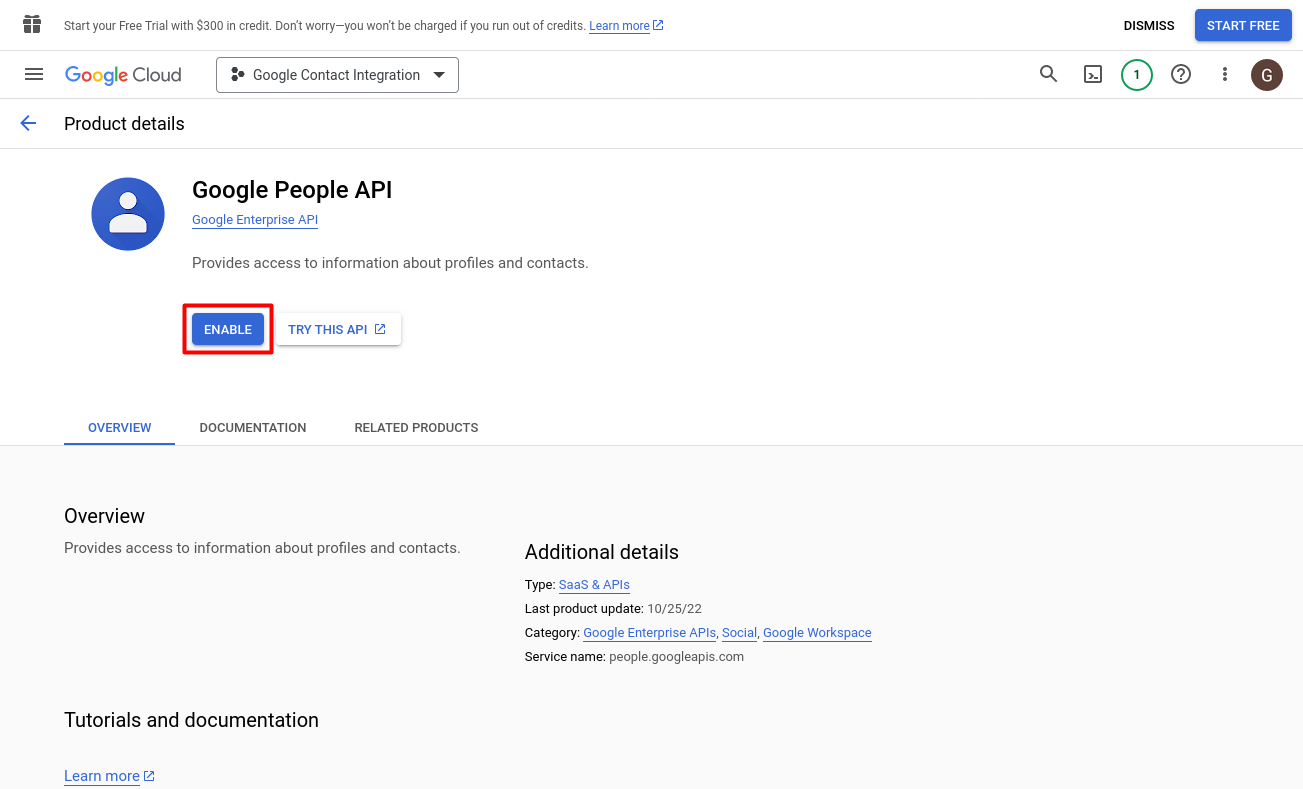 Start your Free Trial with $300 in credit. Don’t worry—you won’t be charged if you run out of credits. Learn more
DISMISS
START FREE
Google Cloud
Google Contact Integration
1
G
Product details
Google People API
Google Enterprise API
Provides access to information about profiles and contacts.
ENABLE
TRY THIS API
OVERVIEW
DOCUMENTATION
RELATED PRODUCTS
Overview
Provides access to information about profiles and contacts.
Additional details
Type: SaaS & APIs
Last product update: 10/25/22
Category: Google Enterprise APIs, Social, Google Workspace
Service name: people.googleapis.com
Tutorials and documentation
Learn more